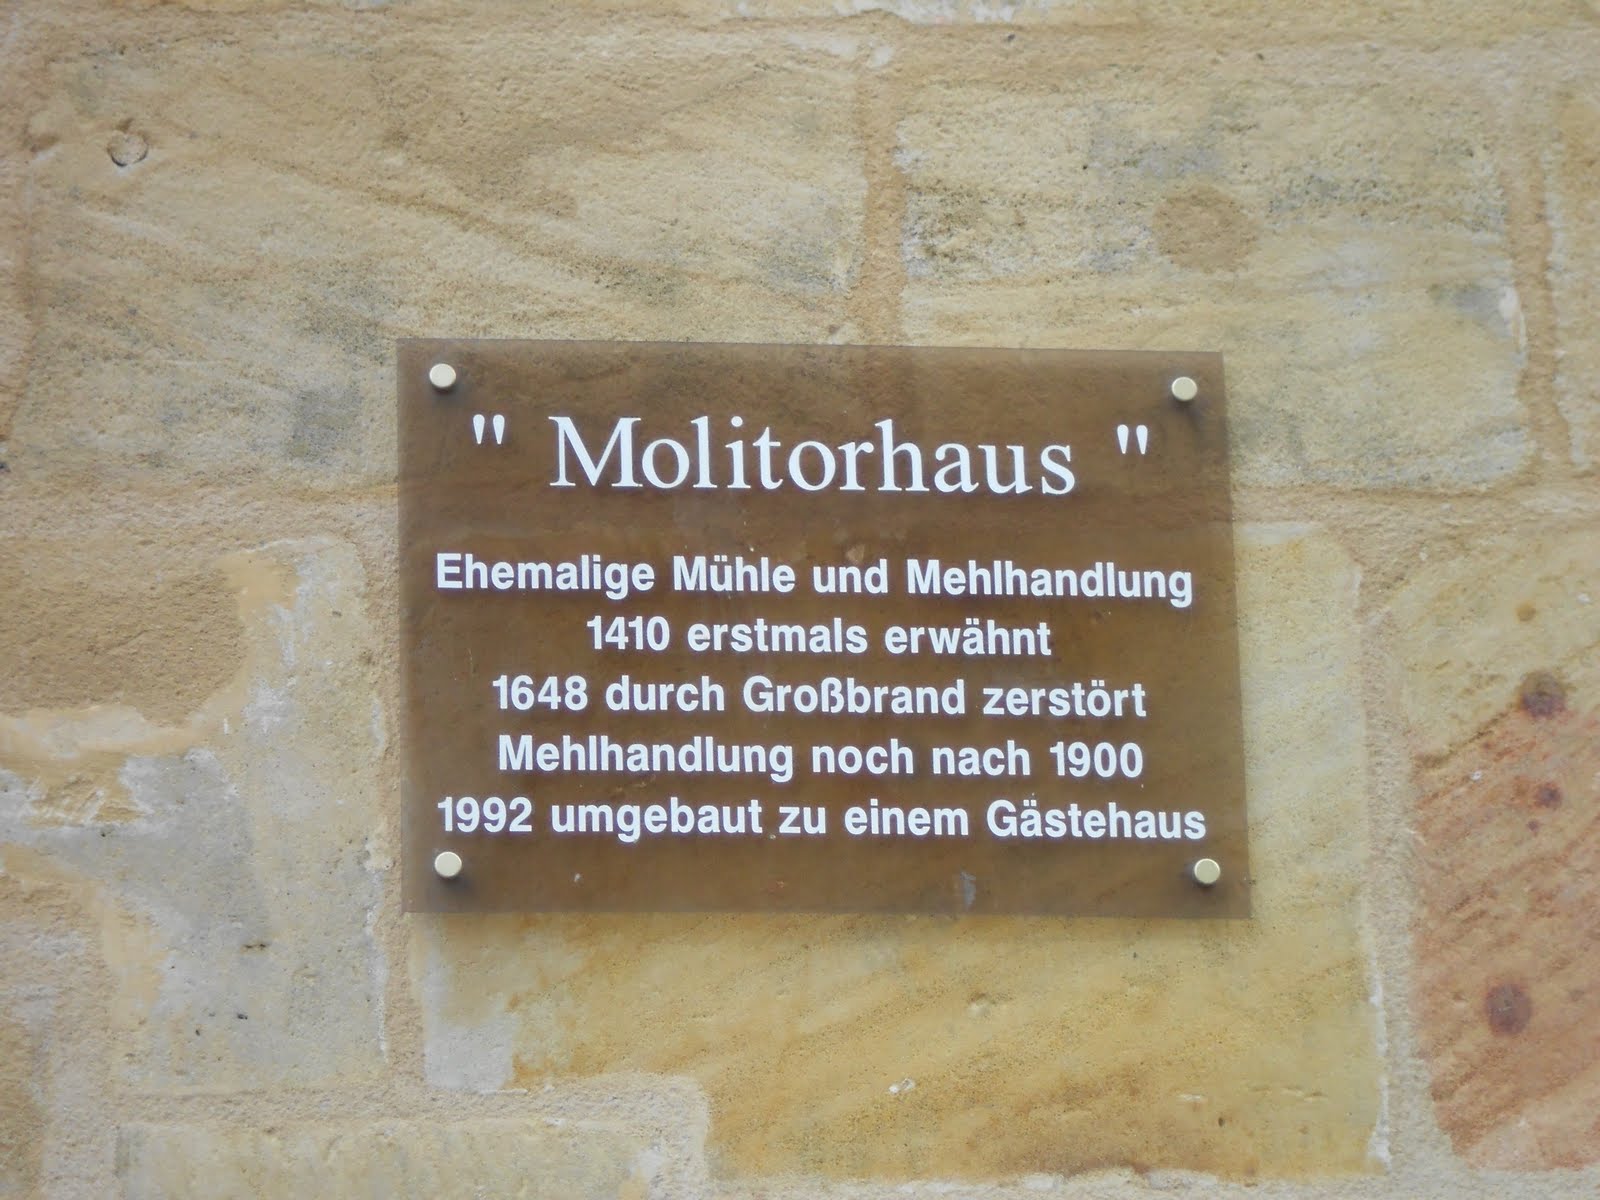 " Molitorhaus "
Ehemalige Mühle und Mehlhandlung
1410 erstmals erwähnt
1648 durch Großbrand zerstört
Mehlhandlung noch nach 1900
1992 umgebaut zu einem Gästehaus